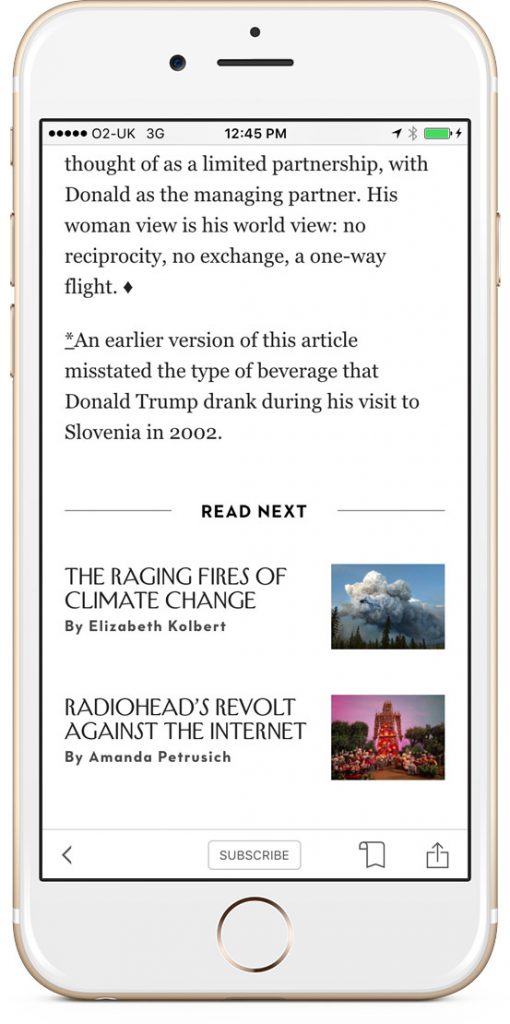 ●●●●● O2-UK 3G 12:45 PM
thought of as a limited partnership, with
Donald as the managing partner. His
woman view is his world view: no
reciprocity, no exchange, a one-way
flight. ♦
*An earlier version of this article
misstated the type of beverage that
Donald Trump drank during his visit to
Slovenia in 2002.
READ NEXT
THE RAGING FIRES OF
CLIMATE CHANGE
By Elizabeth Kolbert
RADIOHEAD’S REVOLT
AGAINST THE INTERNET
By Amanda Petrusich
SUBSCRIBE